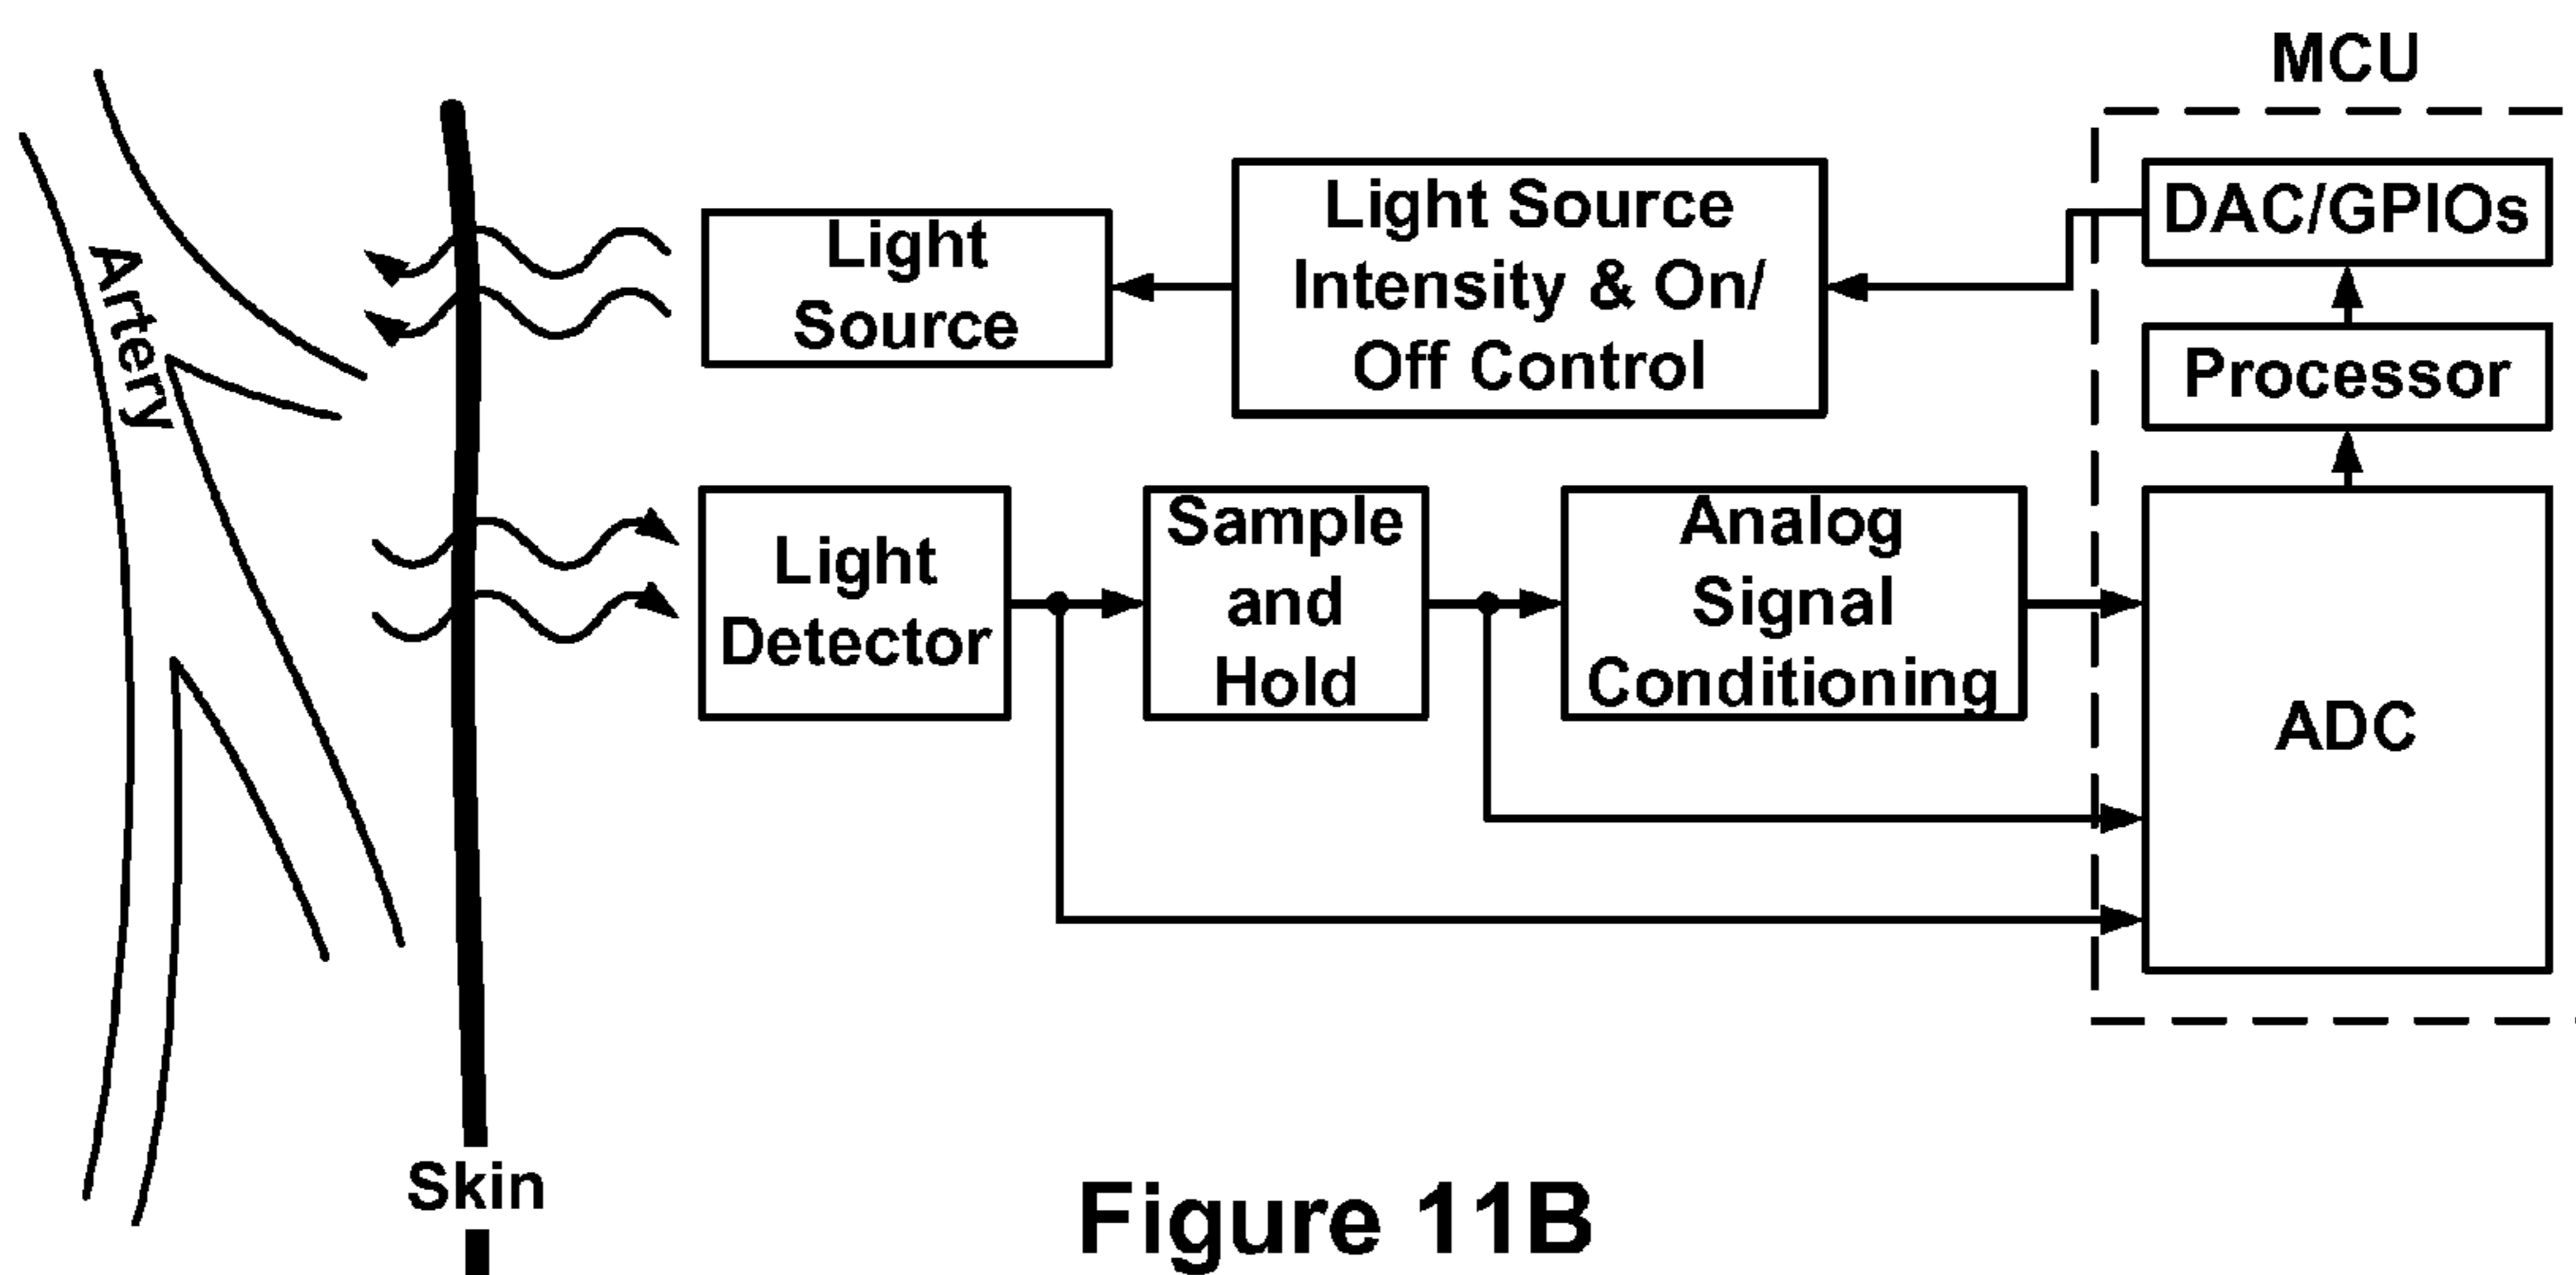 MCU
Artery
Light
Source
Light Source
Intensity & On/
Off Control
DAC/GPIOs
Processor
Light
Detector
Sample
and
Hold
Analog
Signal
Conditioning
ADC
Skin
Figure 11B